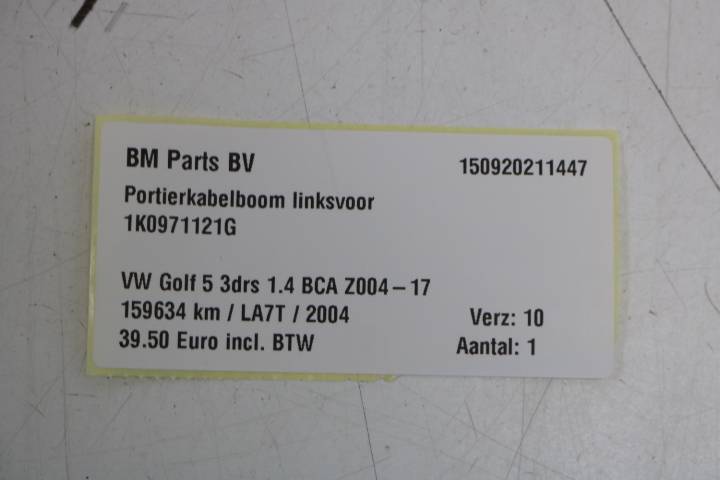 BM Parts BV 150920211447
Portierkabelboom linksvoor
1K0971121G
VW Golf 5 3drs 1.4 BCA Z004-17
159634 km / LA7T / 2004 Verz: 10
39.50 Euro incl. BTW Aantal: 1